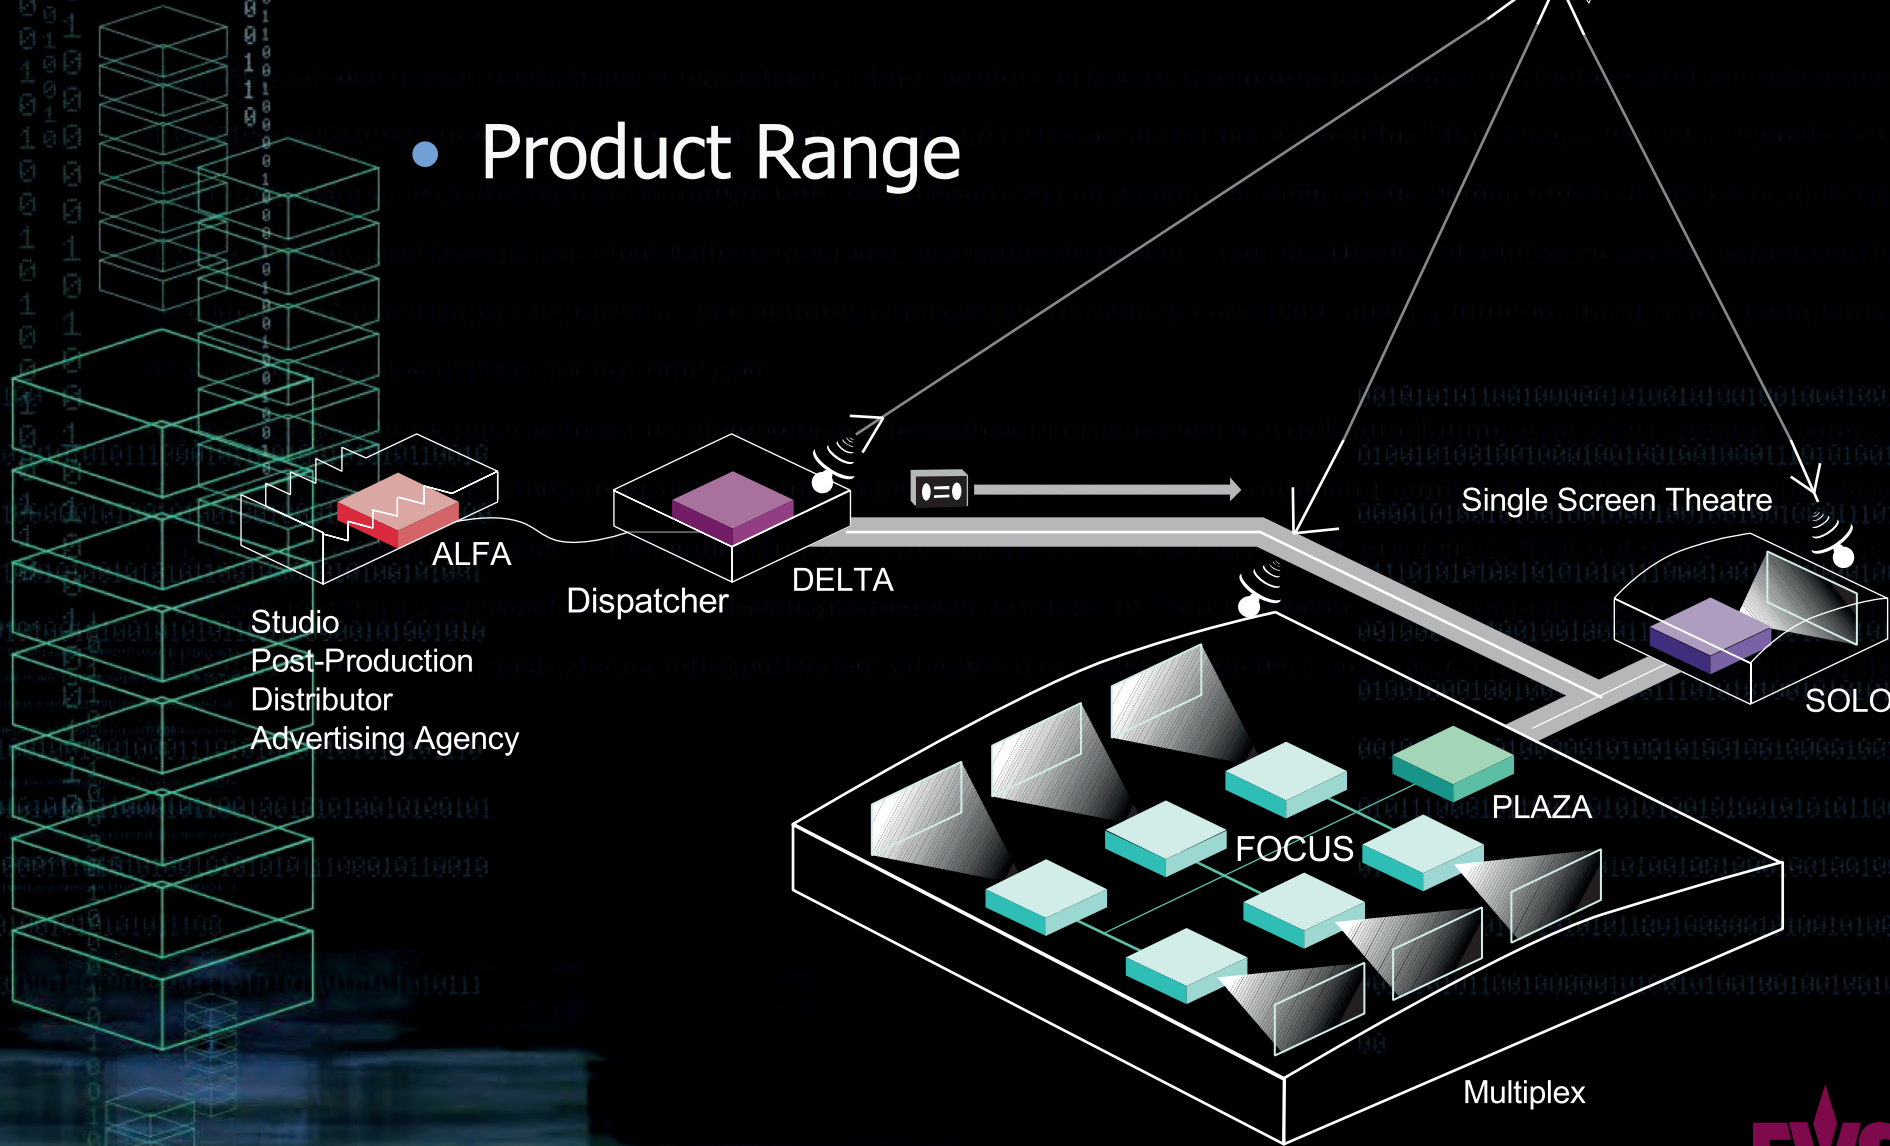 Product Range
Single Screen Theatre
ALFA
DELTA
Dispatcher
Studio
Post-Production
Distributor
Advertising Agency
SOLO
PLAZA
FOCUS
Multiplex